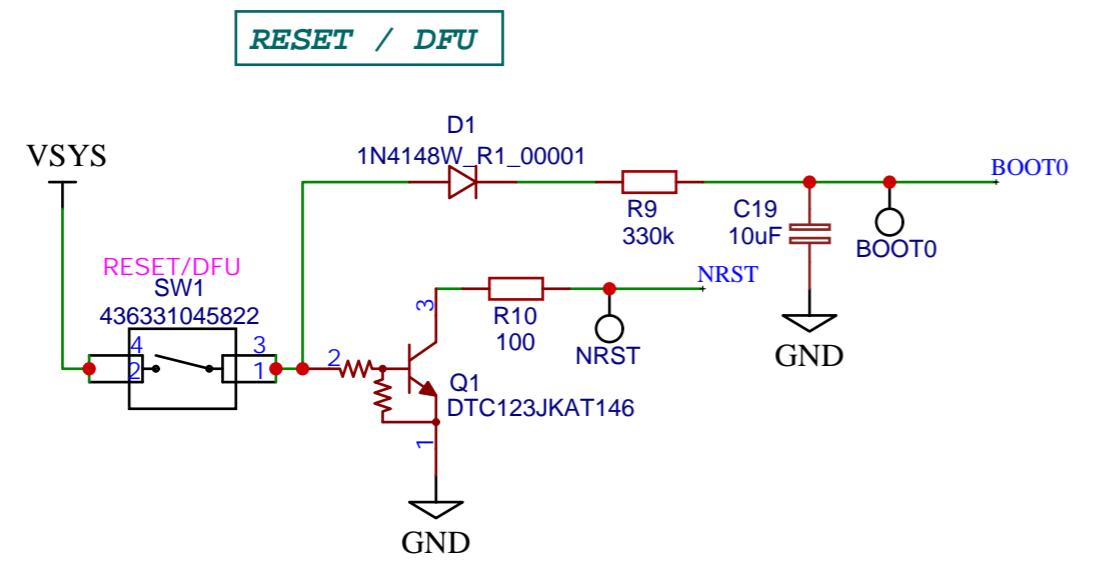 RESET / DFU
D1
1N4148W_R1_00001
VSYS
BOOT0
R9
330k
C19
10uF
BOOT0
RESET/DFU
SW1
436331045822
NRST
3
R10
100
NRST
GND
4
3
2
1
2
Q1
DTC123JKAT146
1
GND